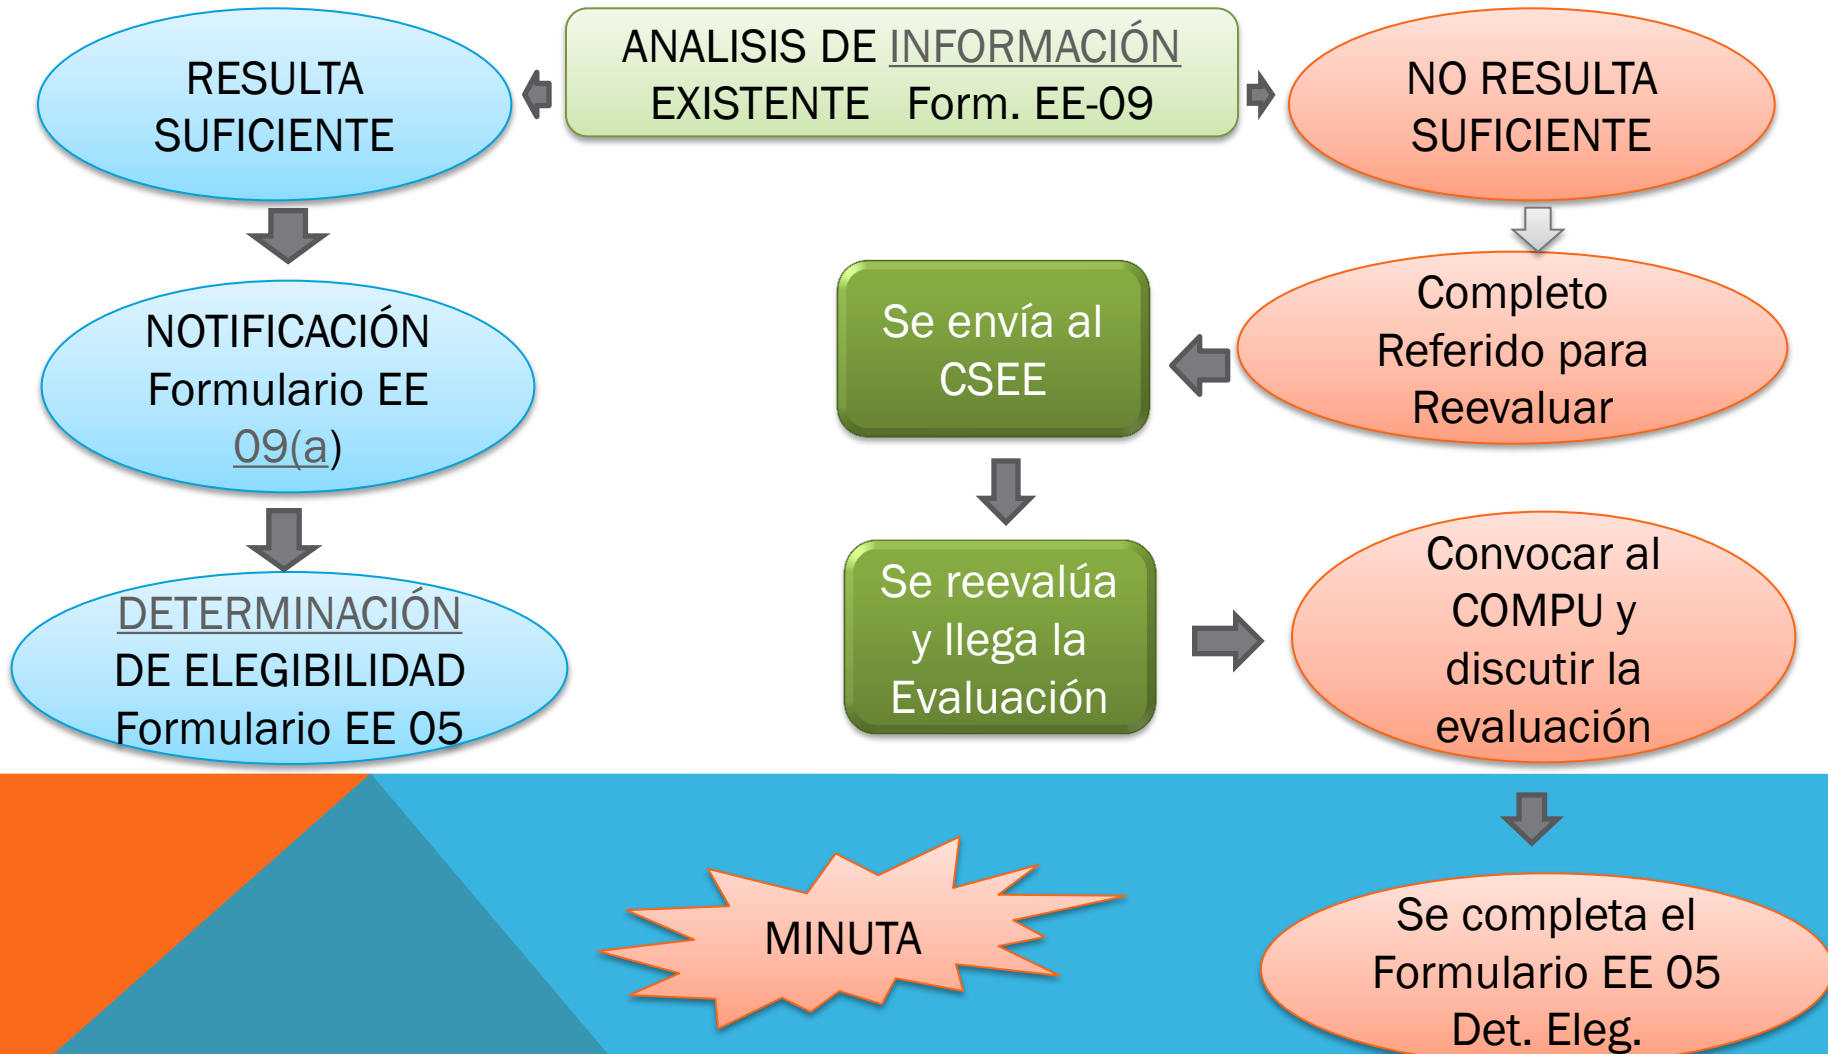 ANALISIS DE INFORMACIÓN
EXISTENTE Form. EE-09
RESULTA
SUFICIENTE
NOTIFICACIÓN
Formulario EE
09(a)
DETERMINACIÓN
DE ELEGIBILIDAD
Formulario EE 05
NO RESULTA
SUFICIENTE
Completo
Referido para
Reevaluar
Se envía al
CSEE
Se reevalúa
y llega la
Evaluación
Convocar al
COMPU y
discutir la
evaluación
Se completa el
Formulario EE 05
Det. Eleg.
MINUTA